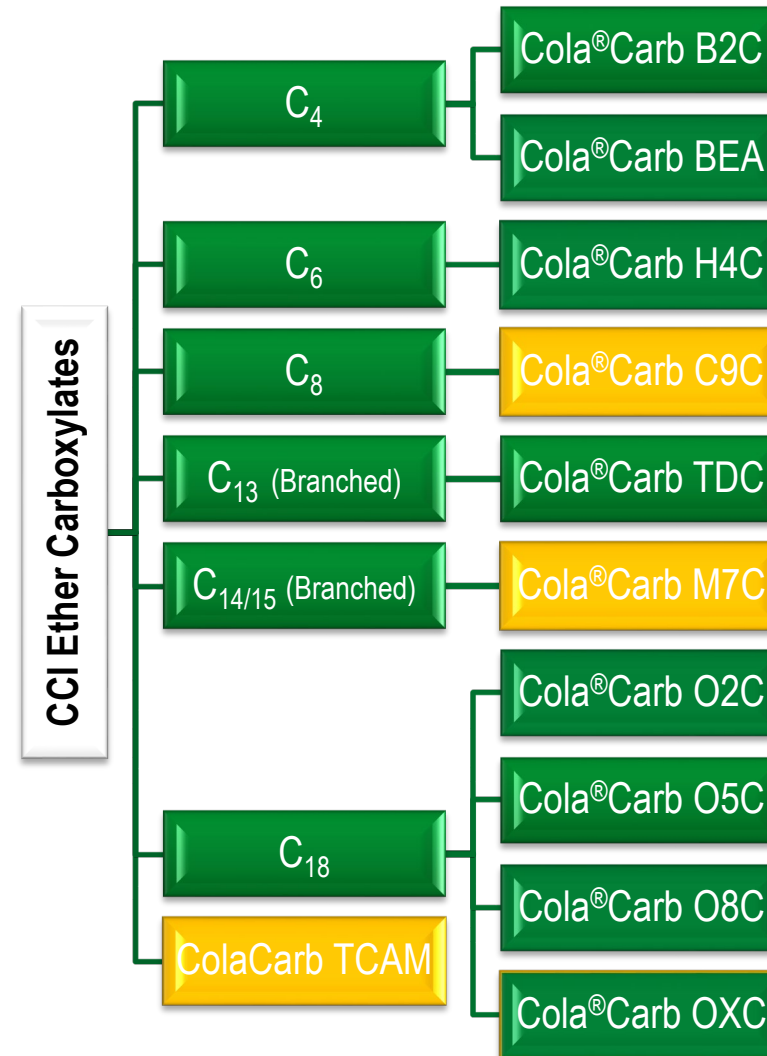 CCI Ether Carboxylates
C₄
Cola®Carb B2C
Cola®Carb BEA
C₆
Cola®Carb H4C
C₈
Cola®Carb C9C
C₁₃ (Branched)
Cola®Carb TDC
C₁₄/₁₅ (Branched)
Cola®Carb M7C
C₁₈
Cola®Carb O2C
Cola®Carb O5C
Cola®Carb O8C
Cola®Carb OXC
ColaCarb TCAM